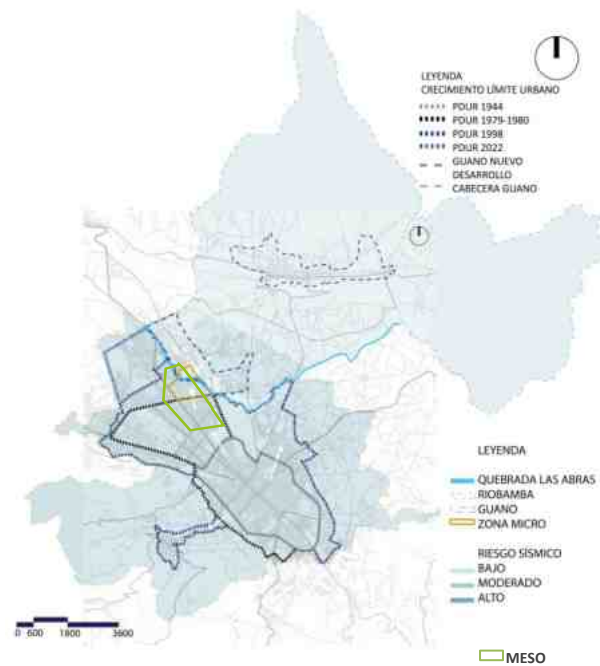 LEYENDA
CRECIMIENTO LÍMITE URBANO
PDUR 1944
PDUR 1979-1980
PDUR 1998
PDUR 2022
GUANO NUEVO
DESARROLLO
CABECERA GUANO
LEYENDA
QUEBRADA LAS ABRAS
RIOBAMBA
GUANO
ZONA MICRO
RIESGO SÍSMICO
BAJO
MODERADO
ALTO
0 600 1800 3600
MESO